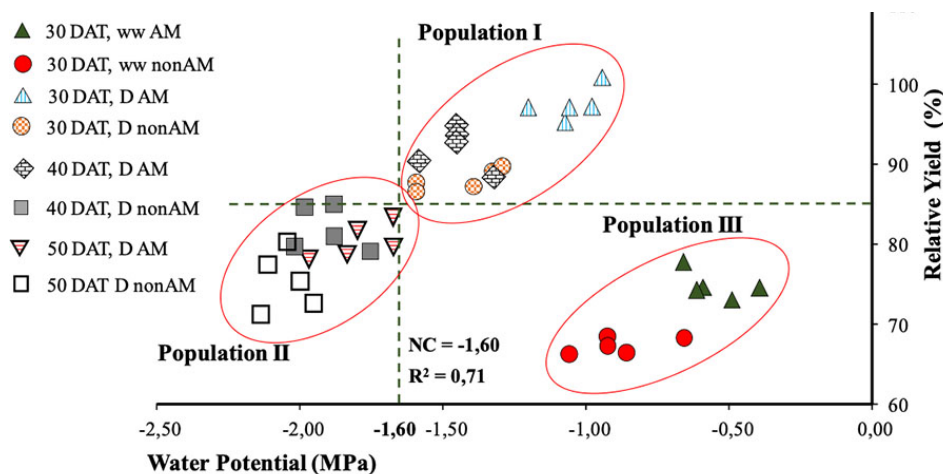 30 DAT, ww AM
30 DAT, ww nonAM
30 DAT, D AM
30 DAT, D nonAM
40 DAT, D AM
40 DAT, D nonAM
50 DAT, D AM
50 DAT D nonAM
Population I
Population II
Population III
NC = -1,60
R² = 0,71
100
90
80
70
60
Relative Yield (%)
-2,50
-2,00
-1,60
-1,50
-1,00
-0,50
0,00
Water Potential (MPa)